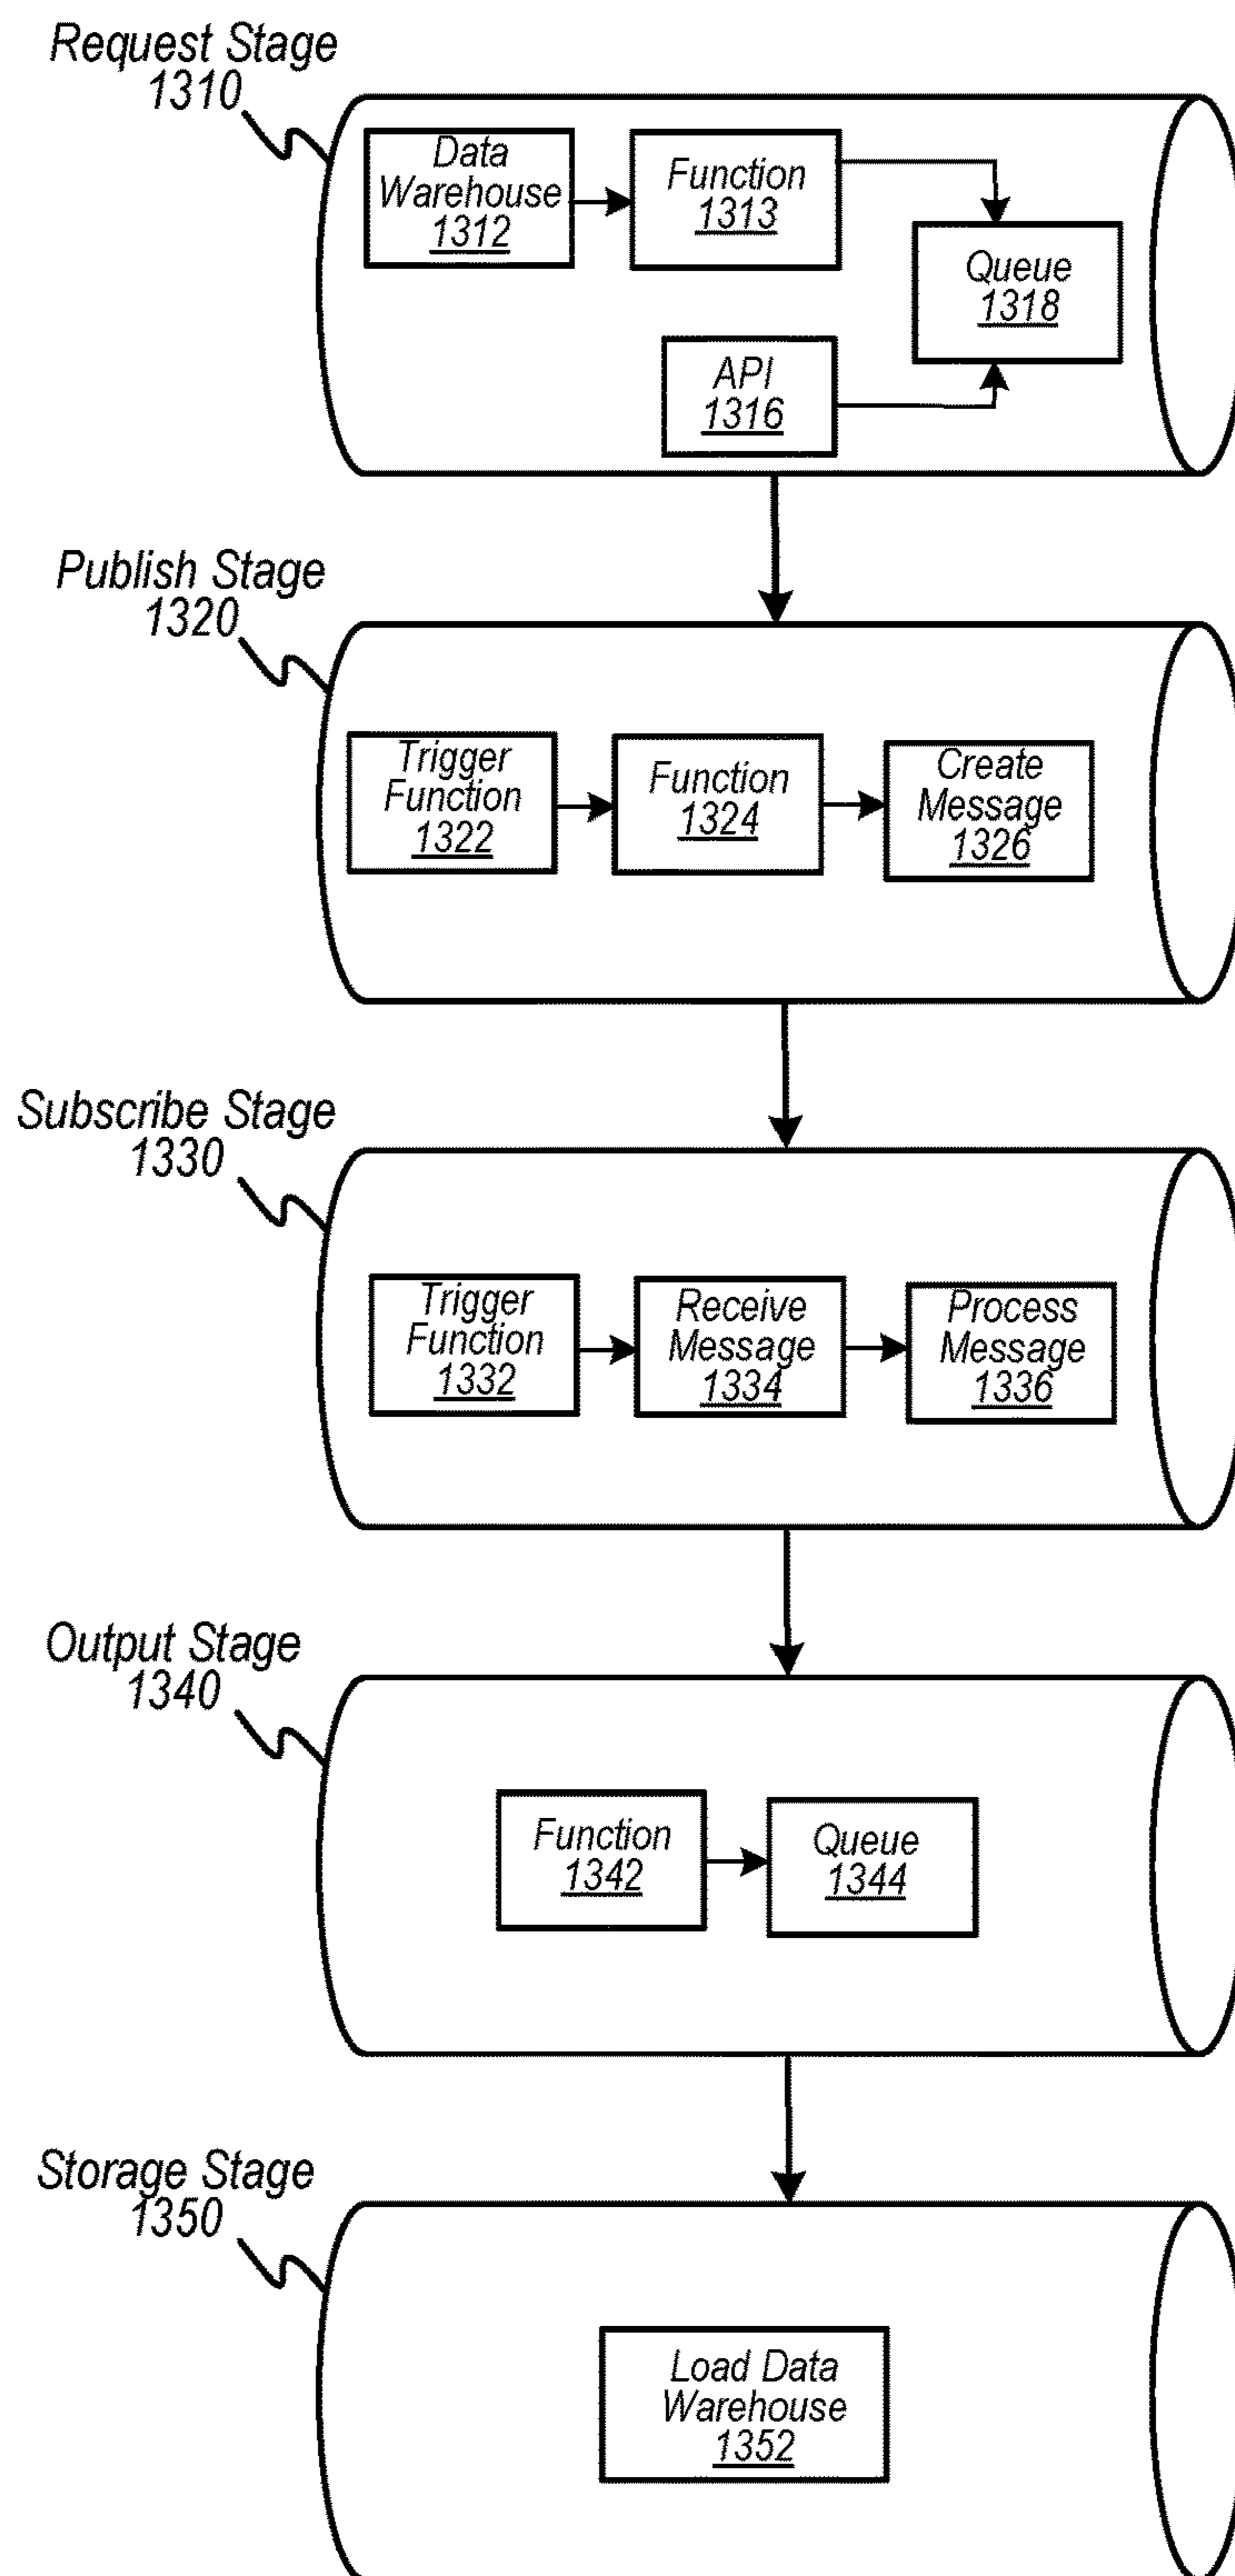 Request Stage
1310
Data
Warehouse
1312
Function
1313
Queue
1318
API
1316
Publish Stage
1320
Trigger
Function
1322
Function
1324
Create
Message
1326
Subscribe Stage
1330
Trigger
Function
1332
Receive
Message
1334
Process
Message
1336
Output Stage
1340
Function
1342
Queue
1344
Storage Stage
1350
Load Data
Warehouse
1352